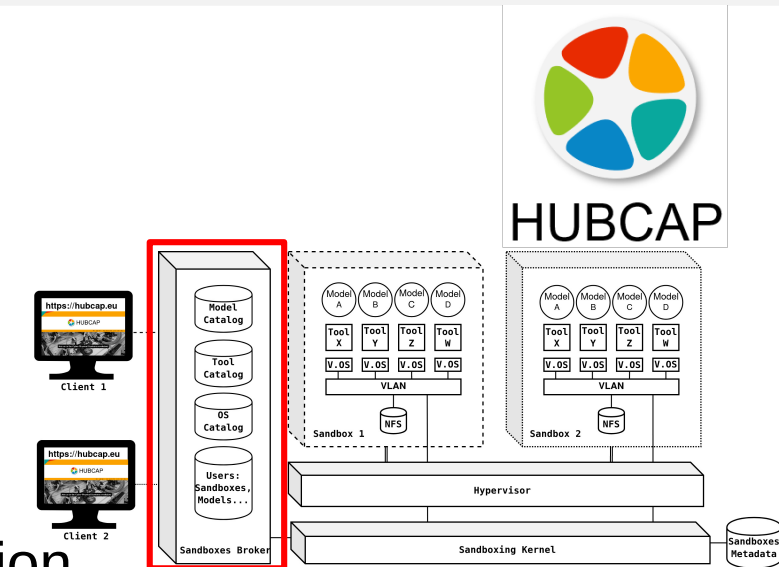 HUBCAP
https://hubcap.eu
HUBCAP
Client 1
https://hubcap.eu
HUBCAP
Client 2
Model
Catalog
Tool
Catalog
OS
Catalog
Users:
Sandboxes,
Models...
Sandboxes Broker
Model
A
Model
B
Model
C
Model
D
Tool
X
Tool
Y
Tool
Z
Tool
W
V.OS
V.OS
V.OS
V.OS
VLAN
NFS
Sandbox 1
Model
A
Model
B
Model
C
Model
D
Tool
X
Tool
Y
Tool
Z
Tool
W
V.OS
V.OS
V.OS
V.OS
VLAN
NFS
Sandbox 2
Hypervisor
Sandboxing Kernel
Sandboxes
Metadata
ion